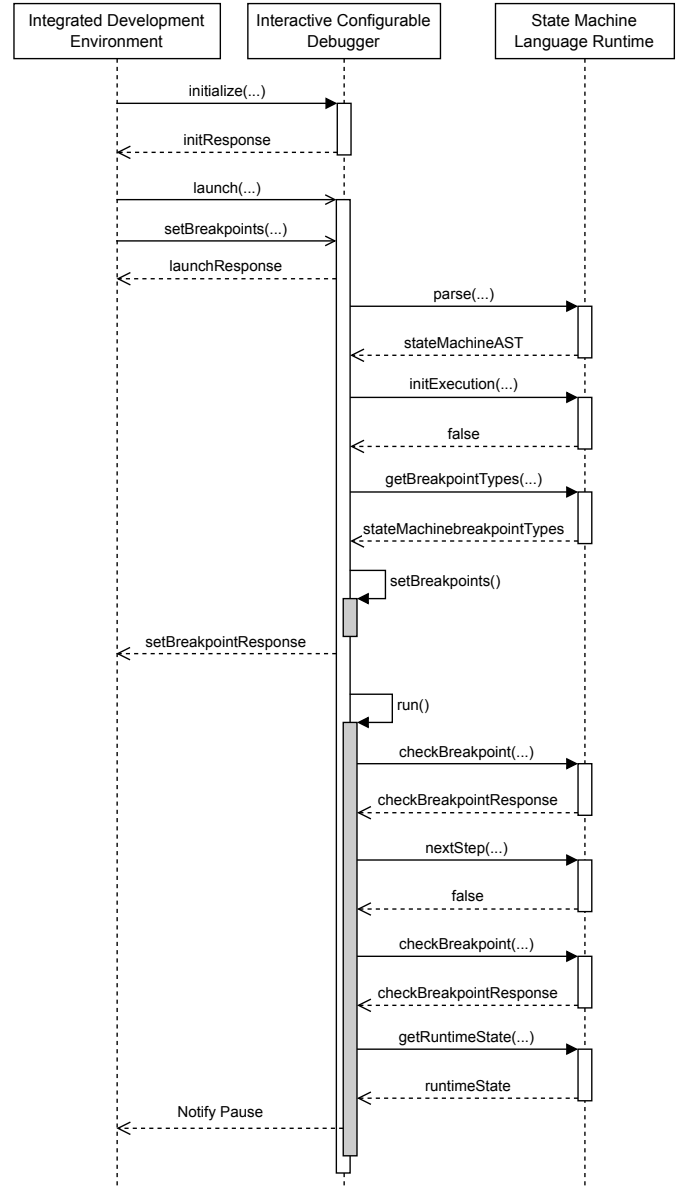 Integrated Development
Environment
Interactive Configurable
Debugger
State Machine
Language Runtime
initialize(...)
initResponse
launch(...)
setBreakpoints(...)
launchResponse
parse(...)
stateMachineAST
initExecution(...)
false
getBreakpointTypes(...)
stateMachinebreakpointTypes
setBreakpoints()
setBreakpointResponse
run()
checkBreakpoint(...)
checkBreakpointResponse
nextStep(...)
false
checkBreakpoint(...)
checkBreakpointResponse
getRuntimeState(...)
runtimeState
Notify Pause